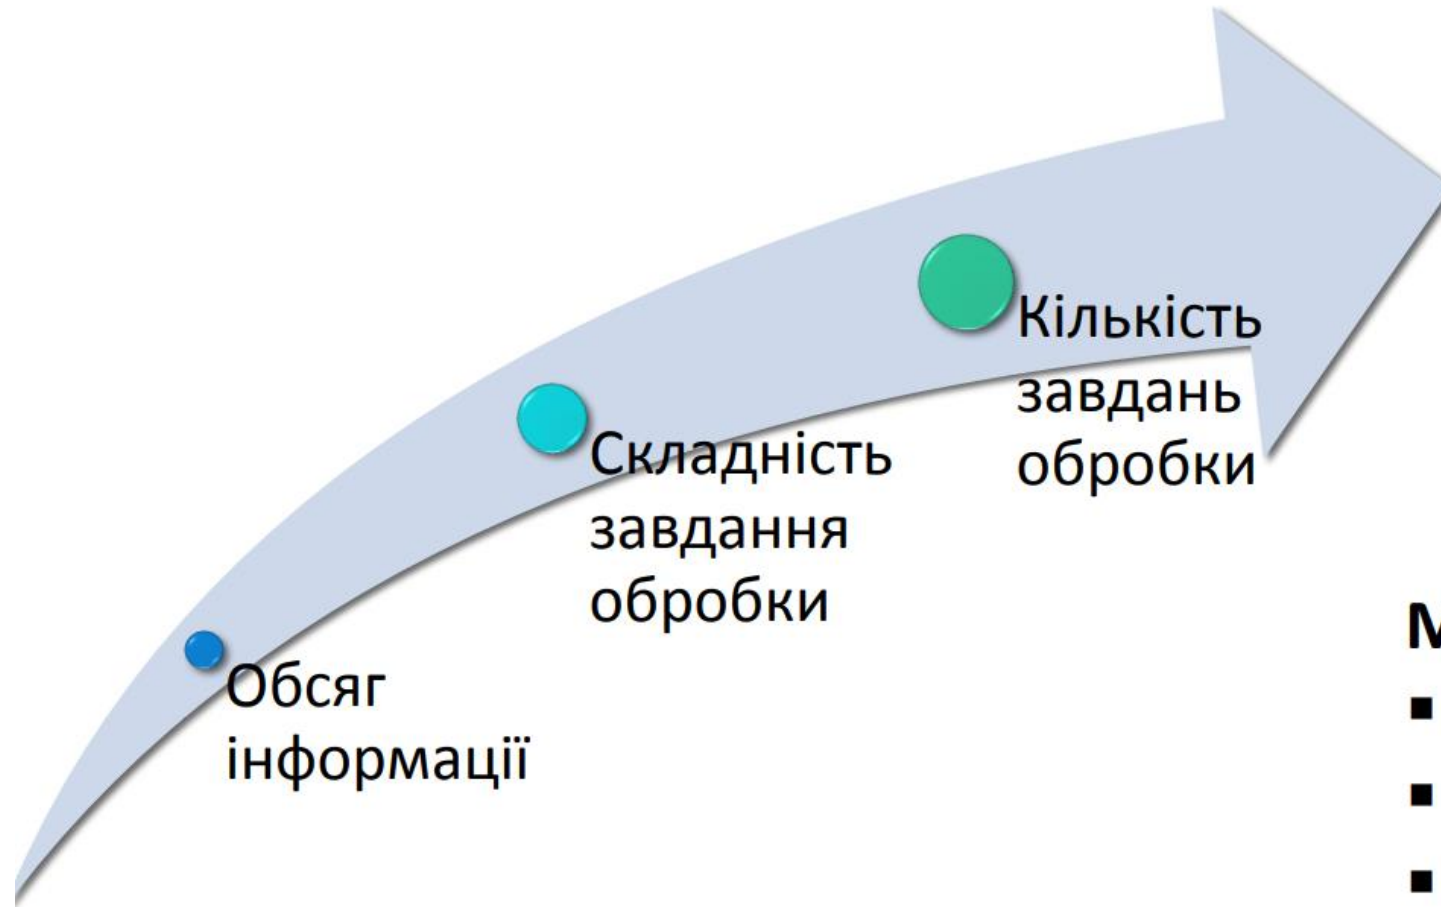 Кількість
завдань
обробки
Складність
завдання
обробки
Обсяг
інформації
▪
▪
▪